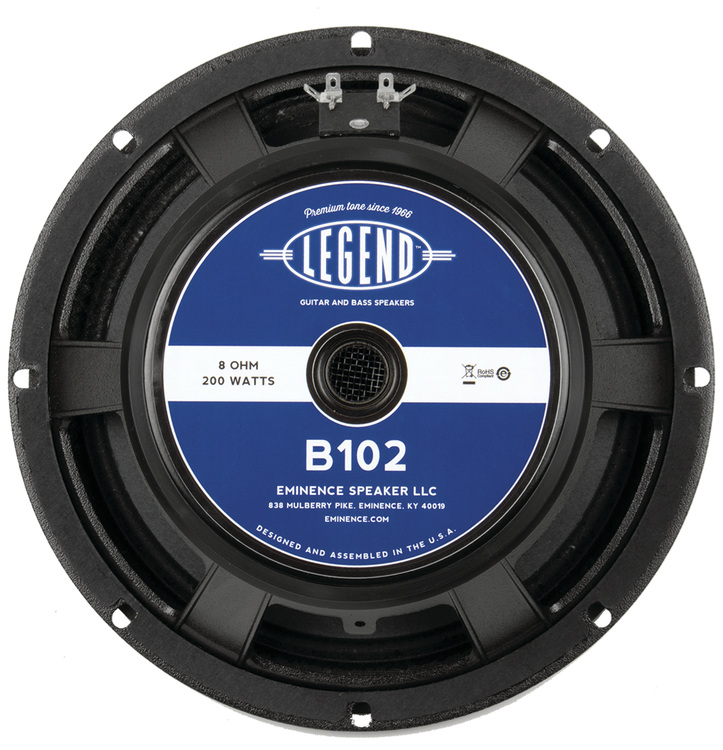 Premium tone since 1966
LEGEND™
GUITAR AND BASS SPEAKERS
8 OHM
200 WATTS
RoHS
Compliant
e
B102
EMINENCE SPEAKER LLC
838 MULBERRY PIKE, EMINENCE, KY 40019
EMINENCE.COM
DESIGNED AND ASSEMBLED IN THE U.S.A.